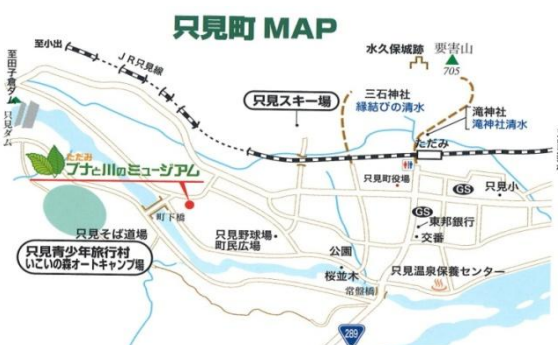 只見町 MAP
至小出
JR只見線
至田子倉ダム
只見ダム
水久保城跡
要害山
705
三石神社
縁結びの清水
只見スキー場
滝神社
滝神社清水
ただみ
ただみ
ブナと川のミュージアム
只見町役場
GS
只見小
GS
東邦銀行
交番
町下橋
只見そば道場
只見野球場
町民広場
公園
只見青少年旅行村
いこいの森オートキャンプ場
桜並木
常盤橋
只見温泉保養センター
289